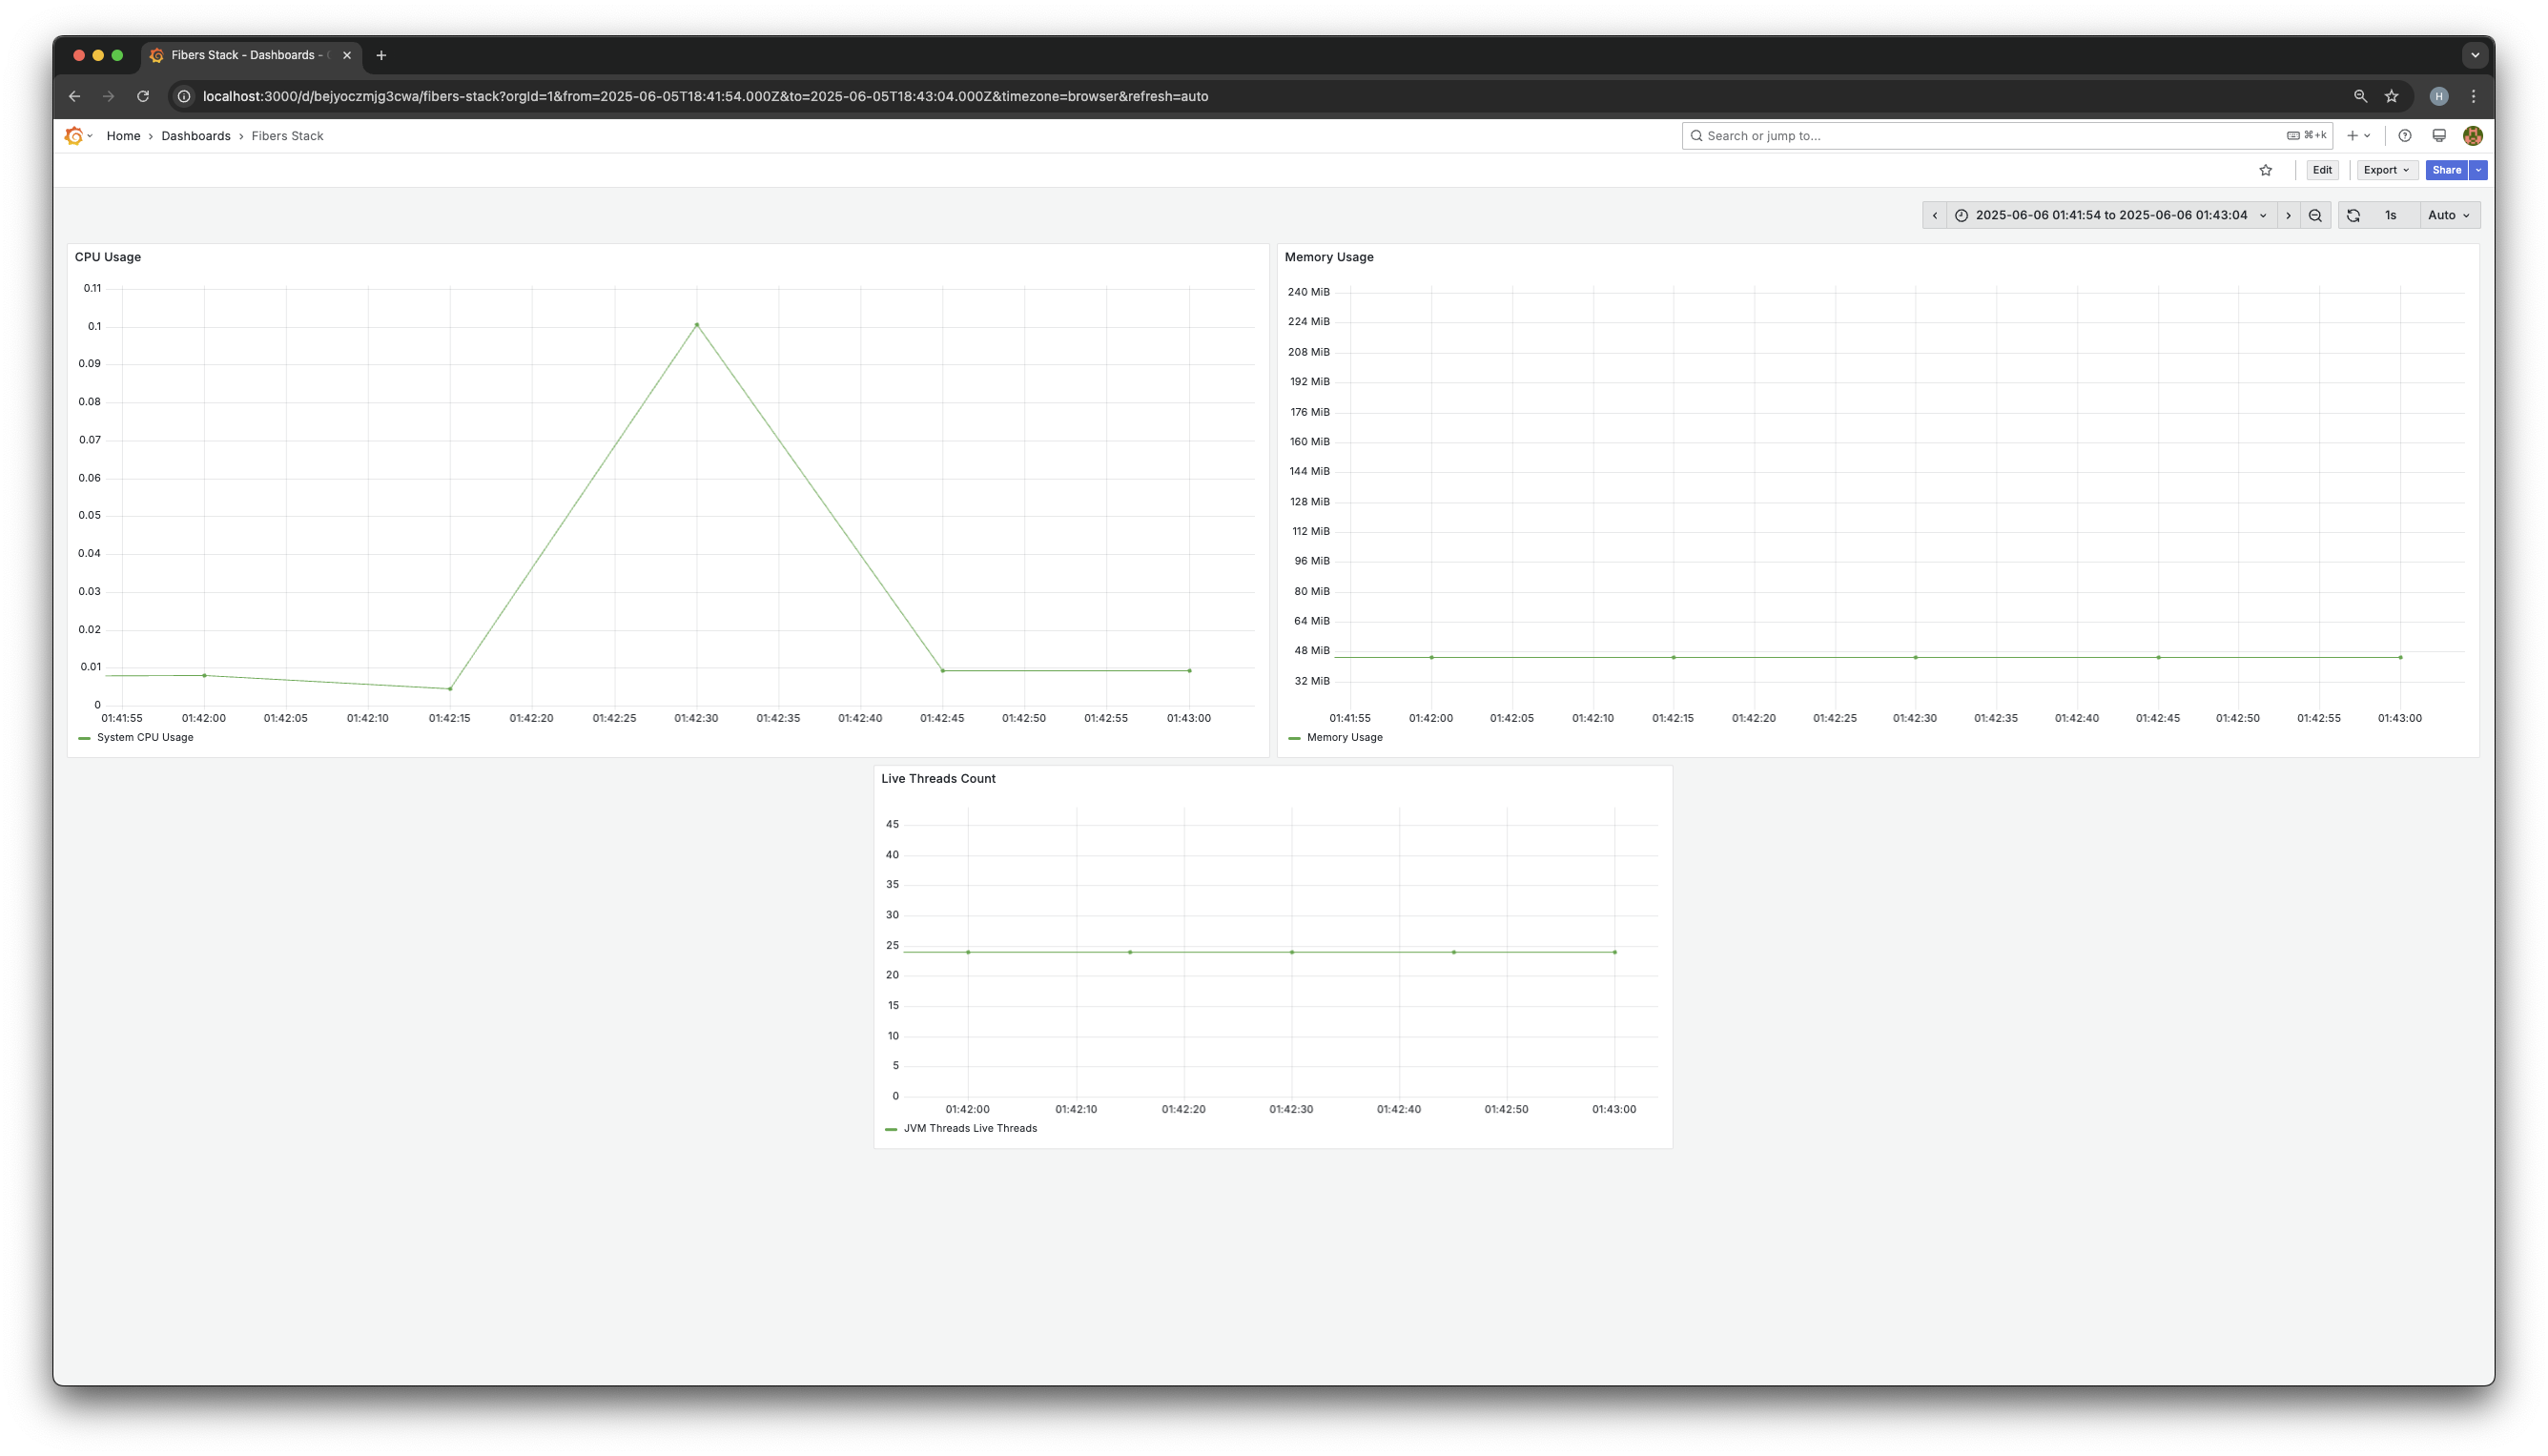 Fibers Stack - Dashboards -
localhost:3000/d/bejyoczmjg3cwa/fibers-stack?orgId=1&from=2025-06-05T18:41:54.000Z&to=2025-06-05T18:43:04.000Z&timezone=browser&refresh=auto
H
Home › Dashboards › Fibers Stack
Search or jump to...
⌘+k
Edit
Export
Share
2025-06-06 01:41:54 to 2025-06-06 01:43:04
1s
Auto
CPU Usage
0.11
0.1
0.09
0.08
0.07
0.06
0.05
0.04
0.03
0.02
0.01
0
01:41:55 01:42:00 01:42:05 01:42:10 01:42:15 01:42:20 01:42:25 01:42:30 01:42:35 01:42:40 01:42:45 01:42:50 01:42:55 01:43:00
System CPU Usage
Memory Usage
240 MiB
224 MiB
208 MiB
192 MiB
176 MiB
160 MiB
144 MiB
128 MiB
112 MiB
96 MiB
80 MiB
64 MiB
48 MiB
32 MiB
01:41:55 01:42:00 01:42:05 01:42:10 01:42:15 01:42:20 01:42:25 01:42:30 01:42:35 01:42:40 01:42:45 01:42:50 01:42:55 01:43:00
Memory Usage
Live Threads Count
45
40
35
30
25
20
15
10
5
0
01:42:00 01:42:10 01:42:20 01:42:30 01:42:40 01:42:50 01:43:00
JVM Threads Live Threads